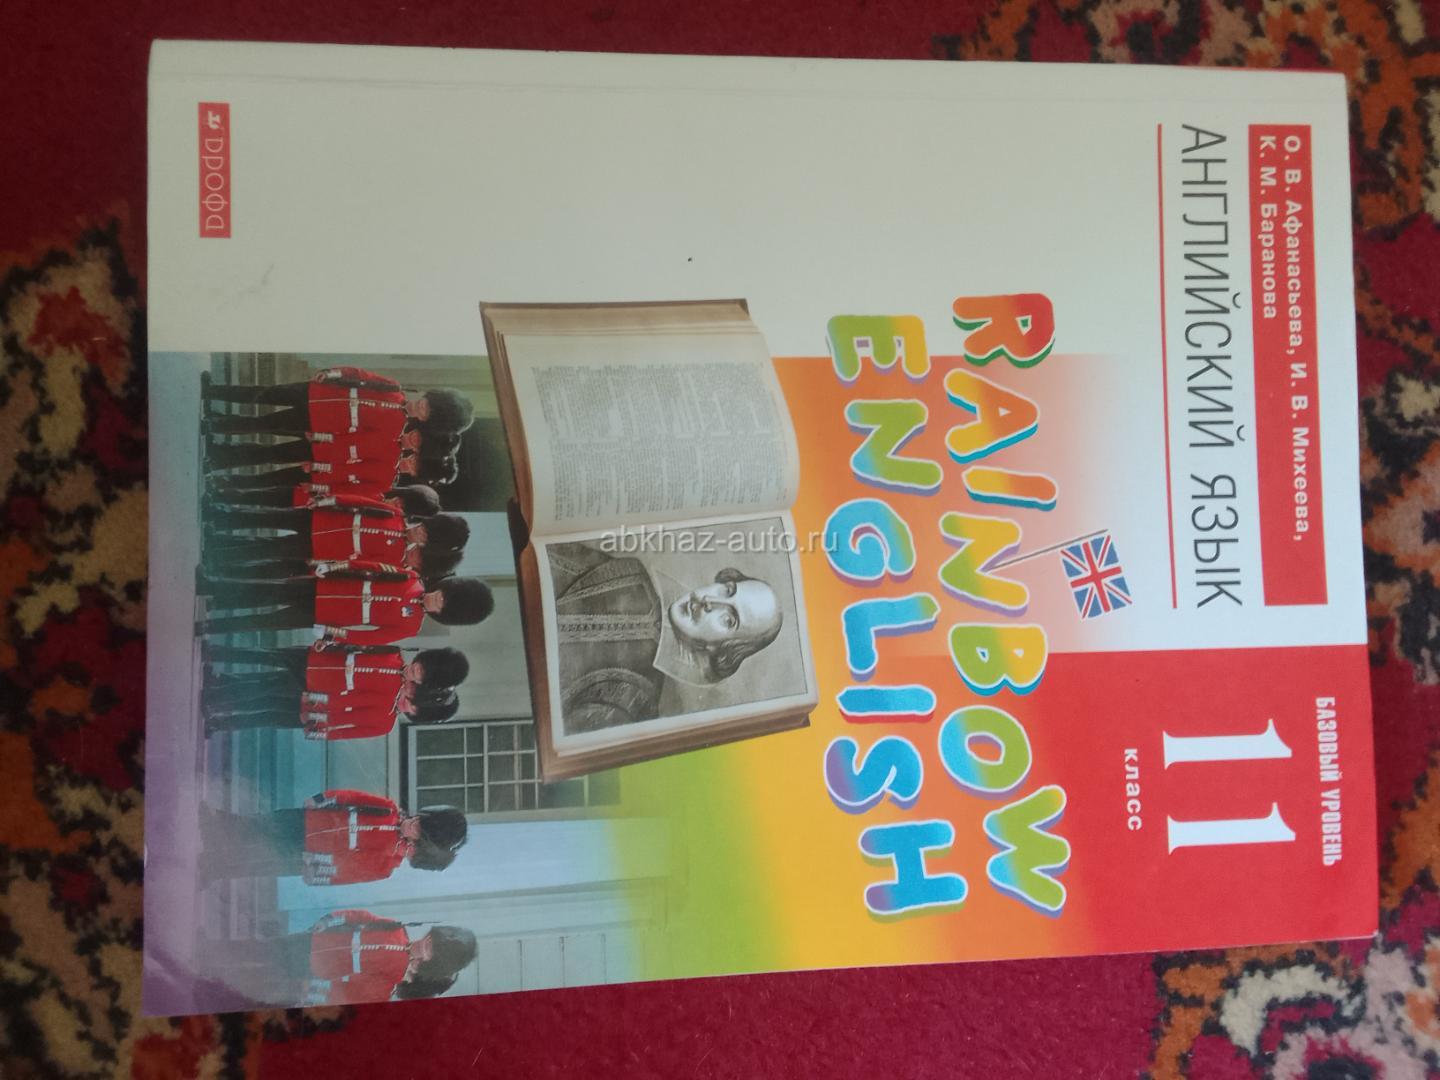 О. В. Афанасьева, И. В. Михеева,
К. М. Баранова
АНГЛИЙСКИЙ ЯЗЫК
БАЗОВЫЙ УРОВЕНЬ
11
класс
RAINBOW
ENGLISH
дрофа
abkhaz-auto.ru